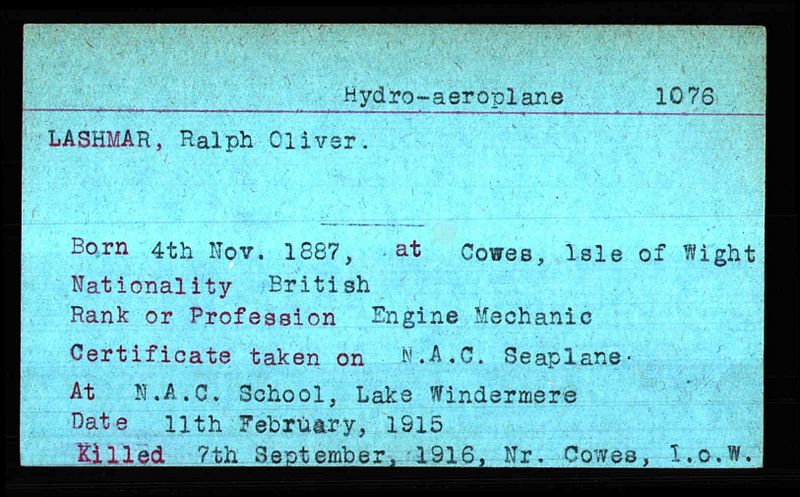 Hydro-aeroplane 1076
LASHMAR, Ralph Oliver.
Born 4th Nov. 1887, at Cowes, Isle of Wight
Nationality British
Rank or Profession Engine Mechanic
Certificate taken on N.A.C. Seaplane.
At N.A.C. School, Lake Windermere
Date 11th February, 1915
Killed 7th September, 1916, Nr. Cowes, I.o.W.